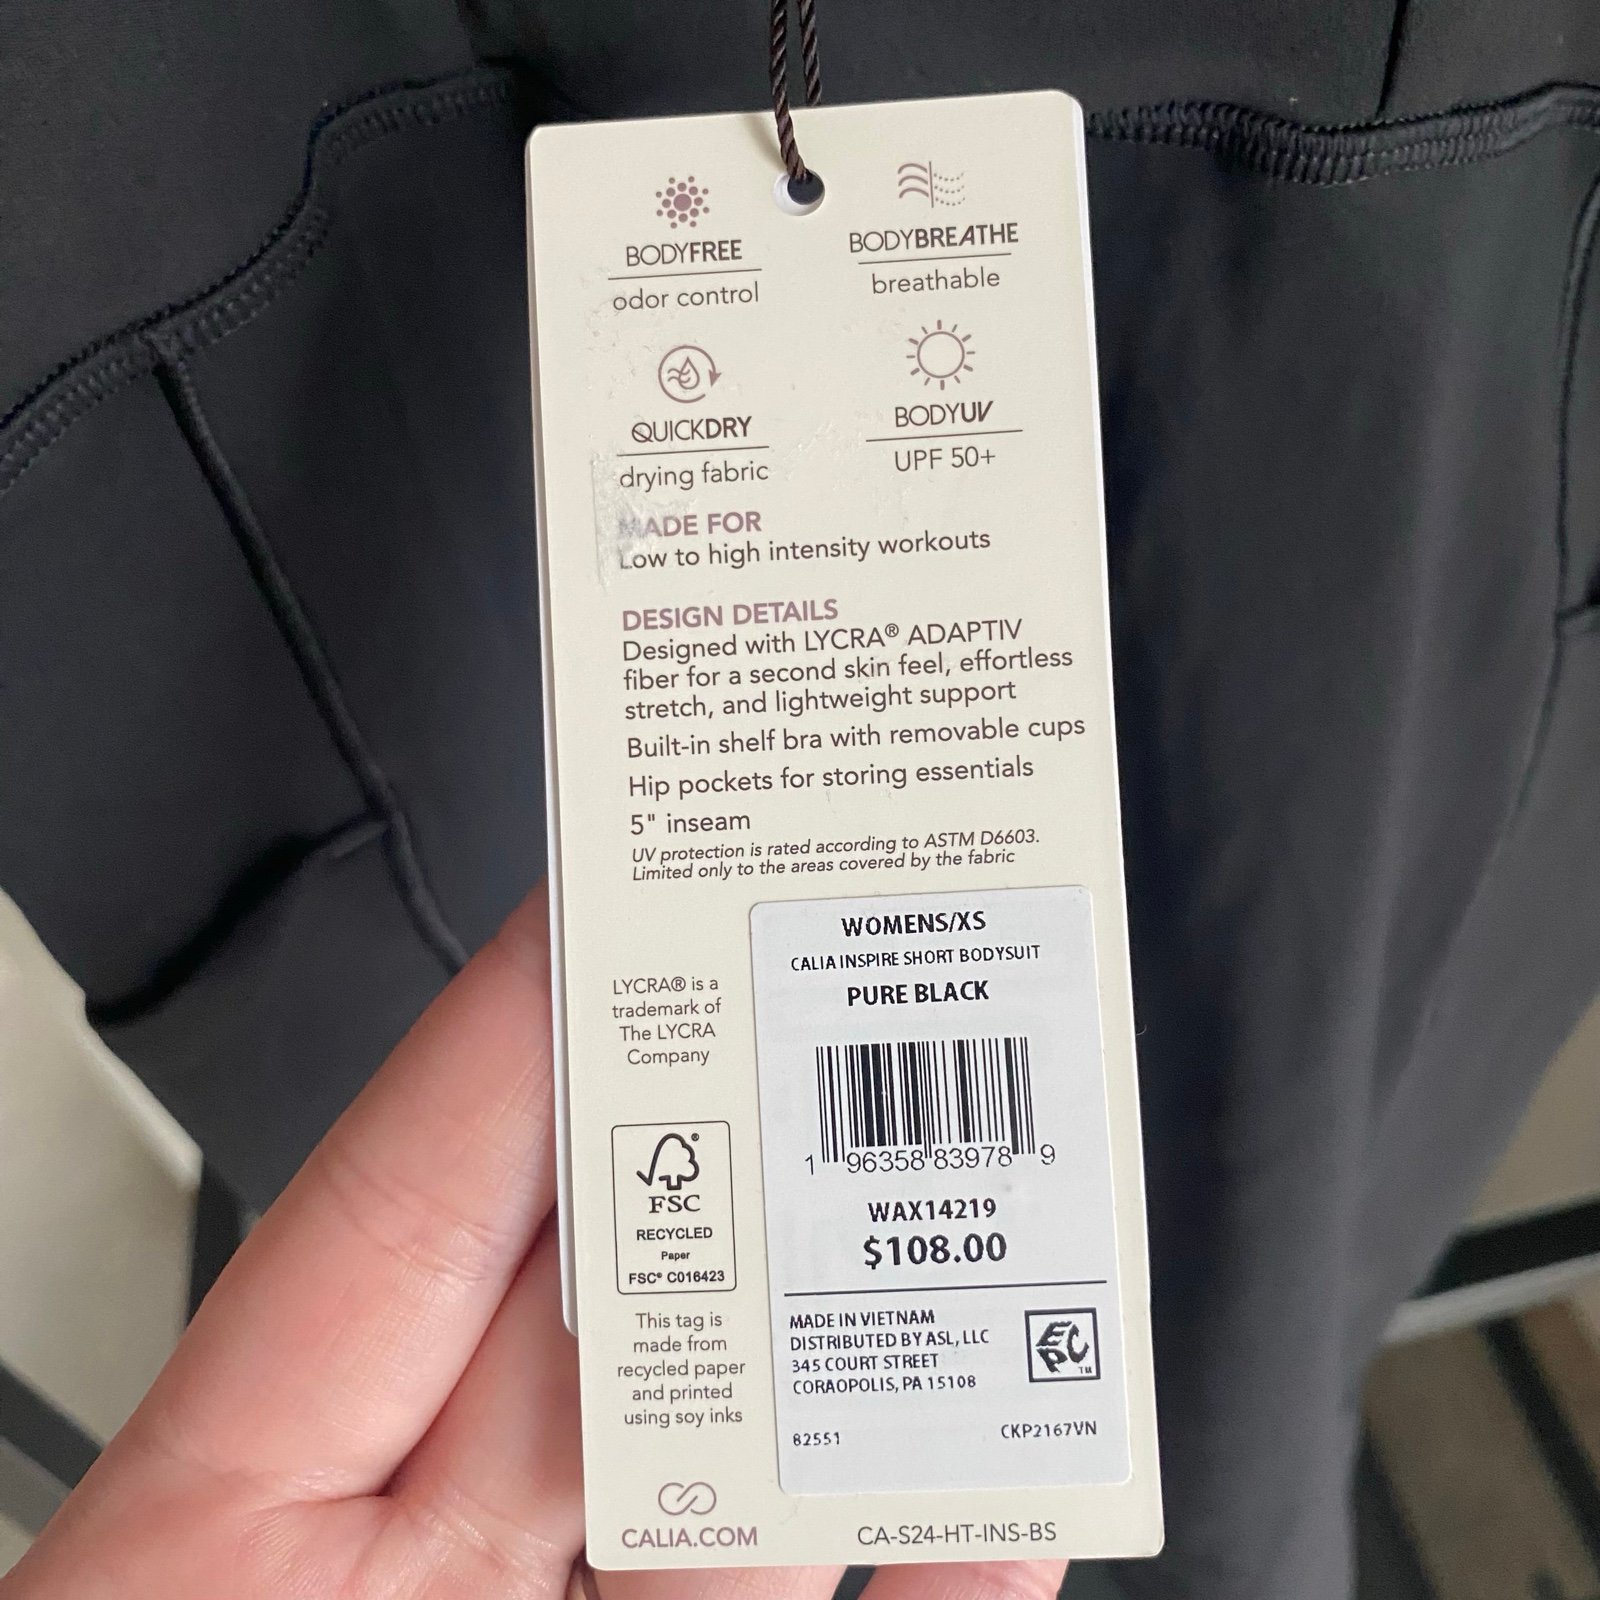 BODYFREE
odor control
BODYBREATHE
breathable
QUICKDRY
drying fabric
BODYUV
UPF 50+
MADE FOR
Low to high intensity workouts
DESIGN DETAILS
Designed with LYCRA® ADAPTIV
fiber for a second skin feel, effortless
stretch, and lightweight support
Built-in shelf bra with removable cups
Hip pockets for storing essentials
5" inseam
UV protection is rated according to ASTM D6603.
Limited only to the areas covered by the fabric
LYCRA® is a
trademark of
The LYCRA
Company
FSC
RECYCLED
Paper
FSC® C016423
This tag is
made from
recycled paper
and printed
using soy inks
WOMENS/XS
CALIA INSPIRE SHORT BODYSUIT
PURE BLACK
1 96358 83978 9
WAX14219
$108.00
MADE IN VIETNAM
DISTRIBUTED BY ASL, LLC
345 COURT STREET
CORAOPOLIS, PA 15108
EPC™
82551
CKP2167VN
CALIA.COM
CA-S24-HT-INS-BS